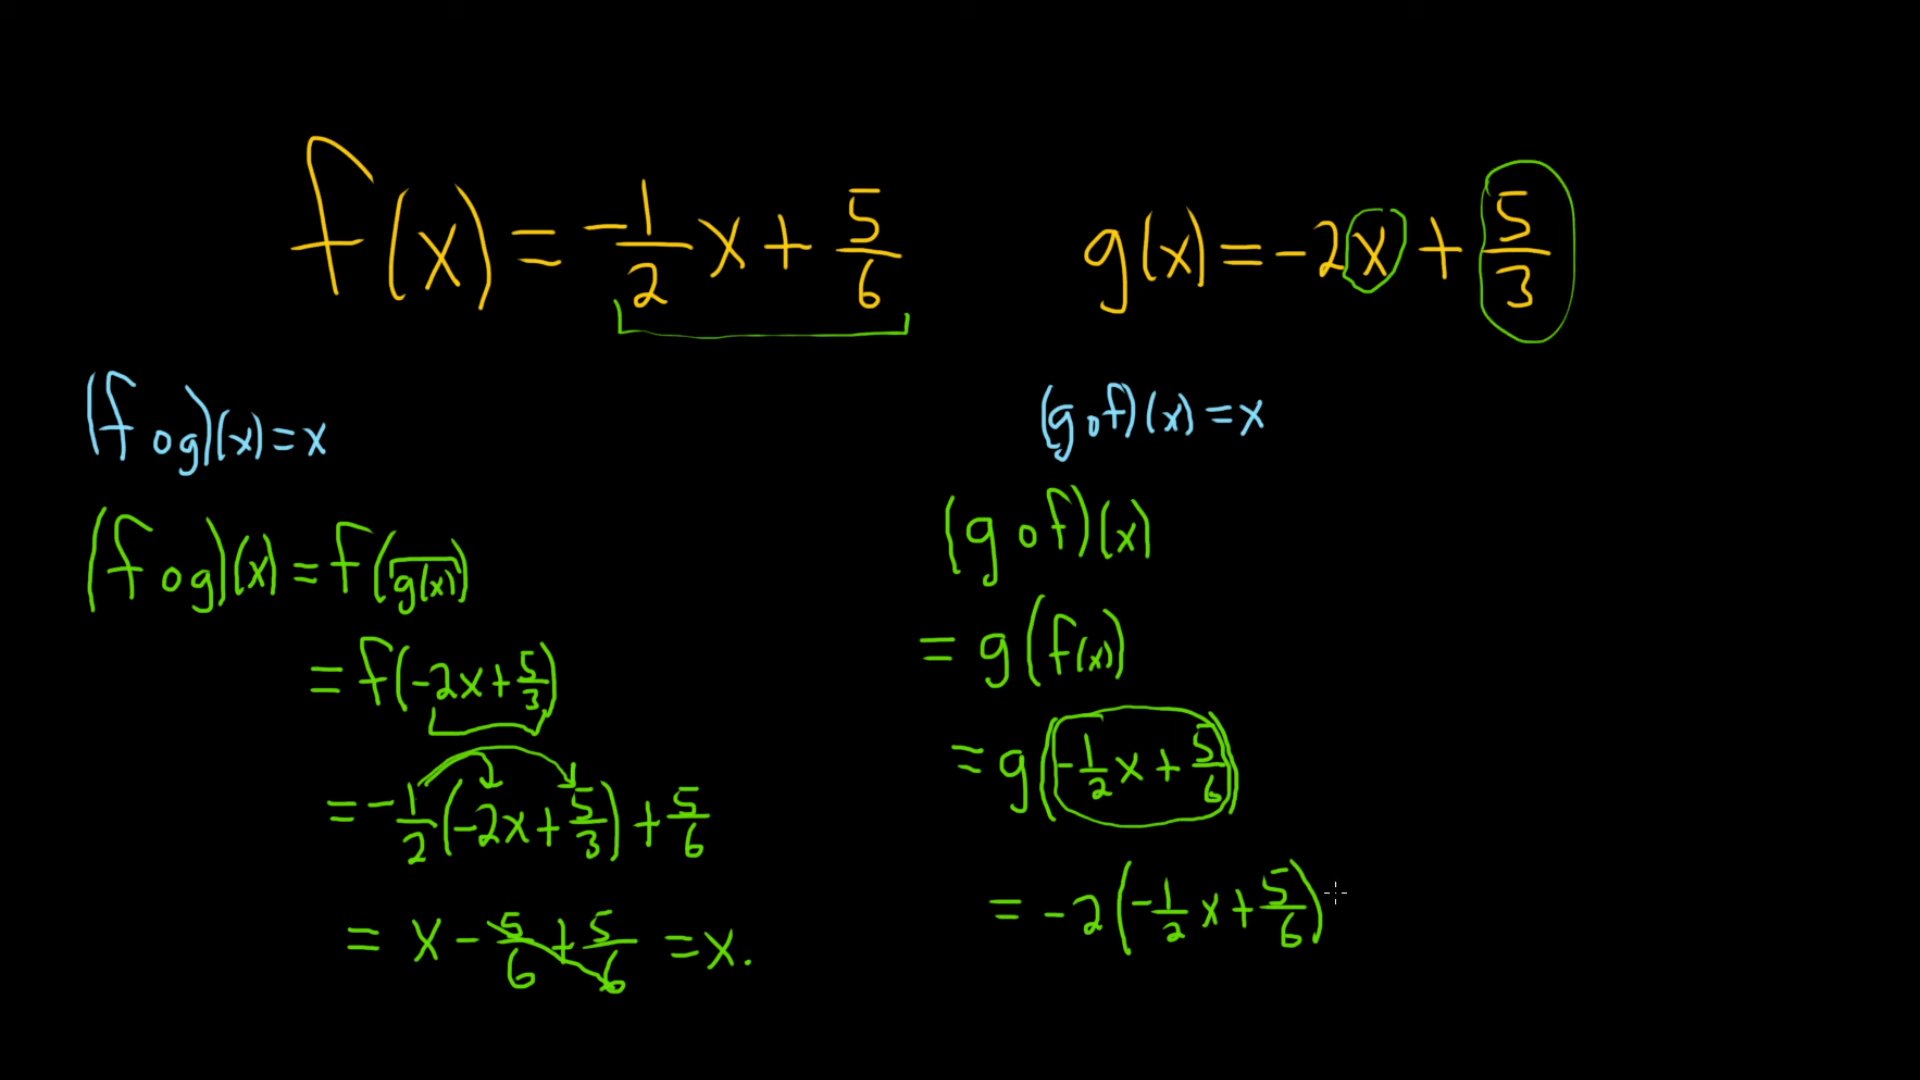 f(x) = -1/2 x + 5/6
g(x) = -2x + 5/3
(f o g)(x) = x
(f o g)(x) = f(g(x))
= f(-2x + 5/3)
= -1/2(-2x + 5/3) + 5/6
= x - 5/6 + 5/6 = x.
(g o f)(x) = x
(g o f)(x)
= g(f(x))
= g(-1/2 x + 5/6)
= -2(-1/2 x + 5/6)